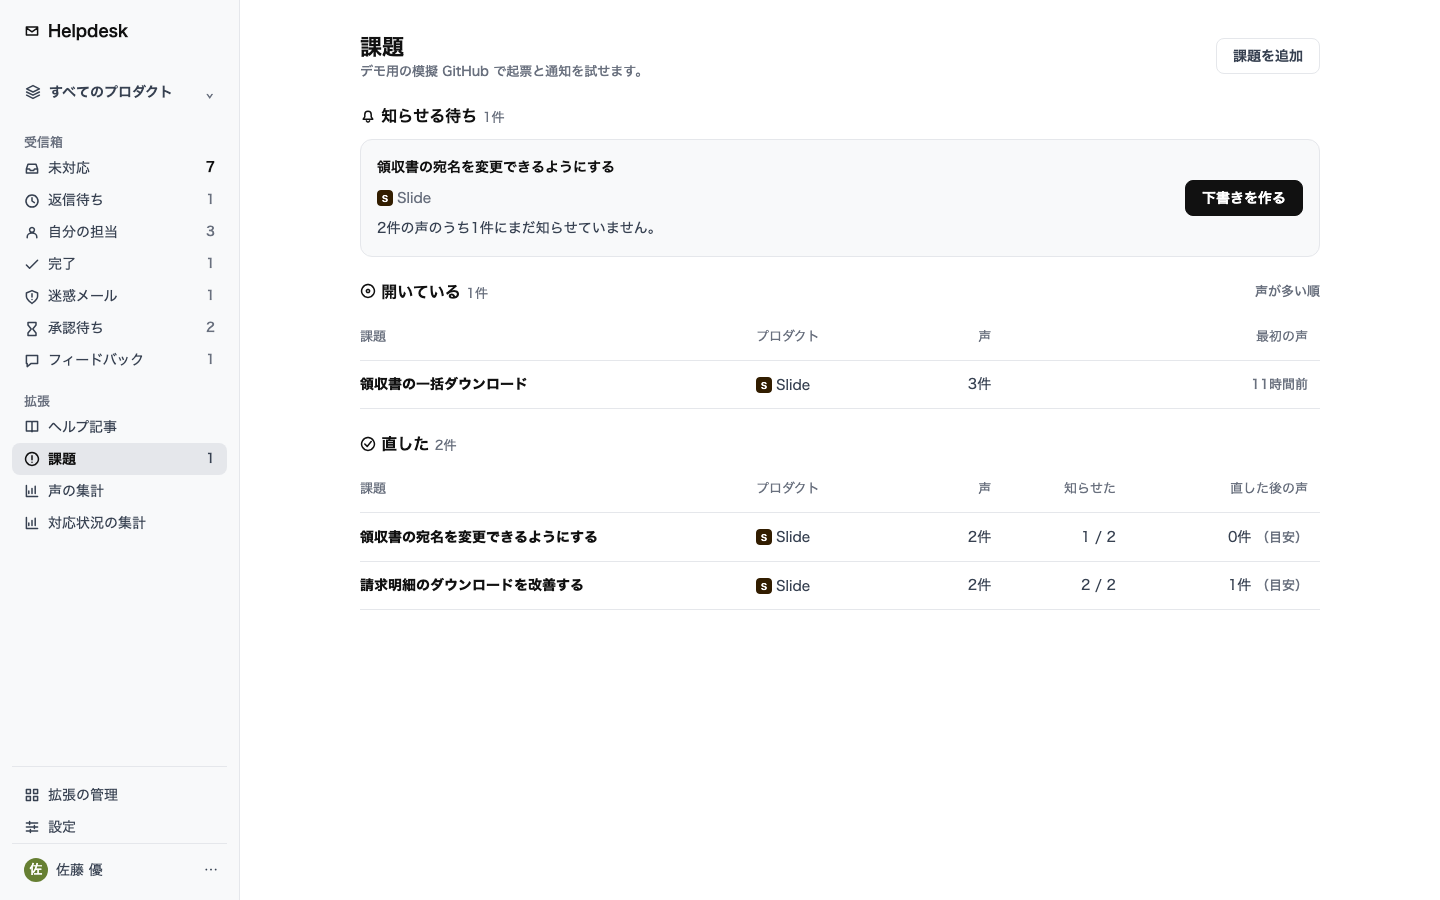 Helpdesk
すべてのプロダクト
受信箱
未対応 7
返信待ち 1
自分の担当 3
完了 1
迷惑メール 1
承認待ち 2
フィードバック 1
拡張
ヘルプ記事
課題 1
声の集計
対応状況の集計
拡張の管理
設定
佐 佐藤 優 …
課題
デモ用の模擬 GitHub で起票と通知を試せます。
課題を追加
知らせる待ち 1件
領収書の宛名を変更できるようにする
S Slide
2件の声のうち1件にまだ知らせていません。
下書きを作る
開いている 1件
声が多い順
課題 プロダクト 声 最初の声
領収書の一括ダウンロード S Slide 3件 11時間前
直した 2件
課題 プロダクト 声 知らせた 直した後の声
領収書の宛名を変更できるようにする S Slide 2件 1 / 2 0件 （目安）
請求明細のダウンロードを改善する S Slide 2件 2 / 2 1件 （目安）